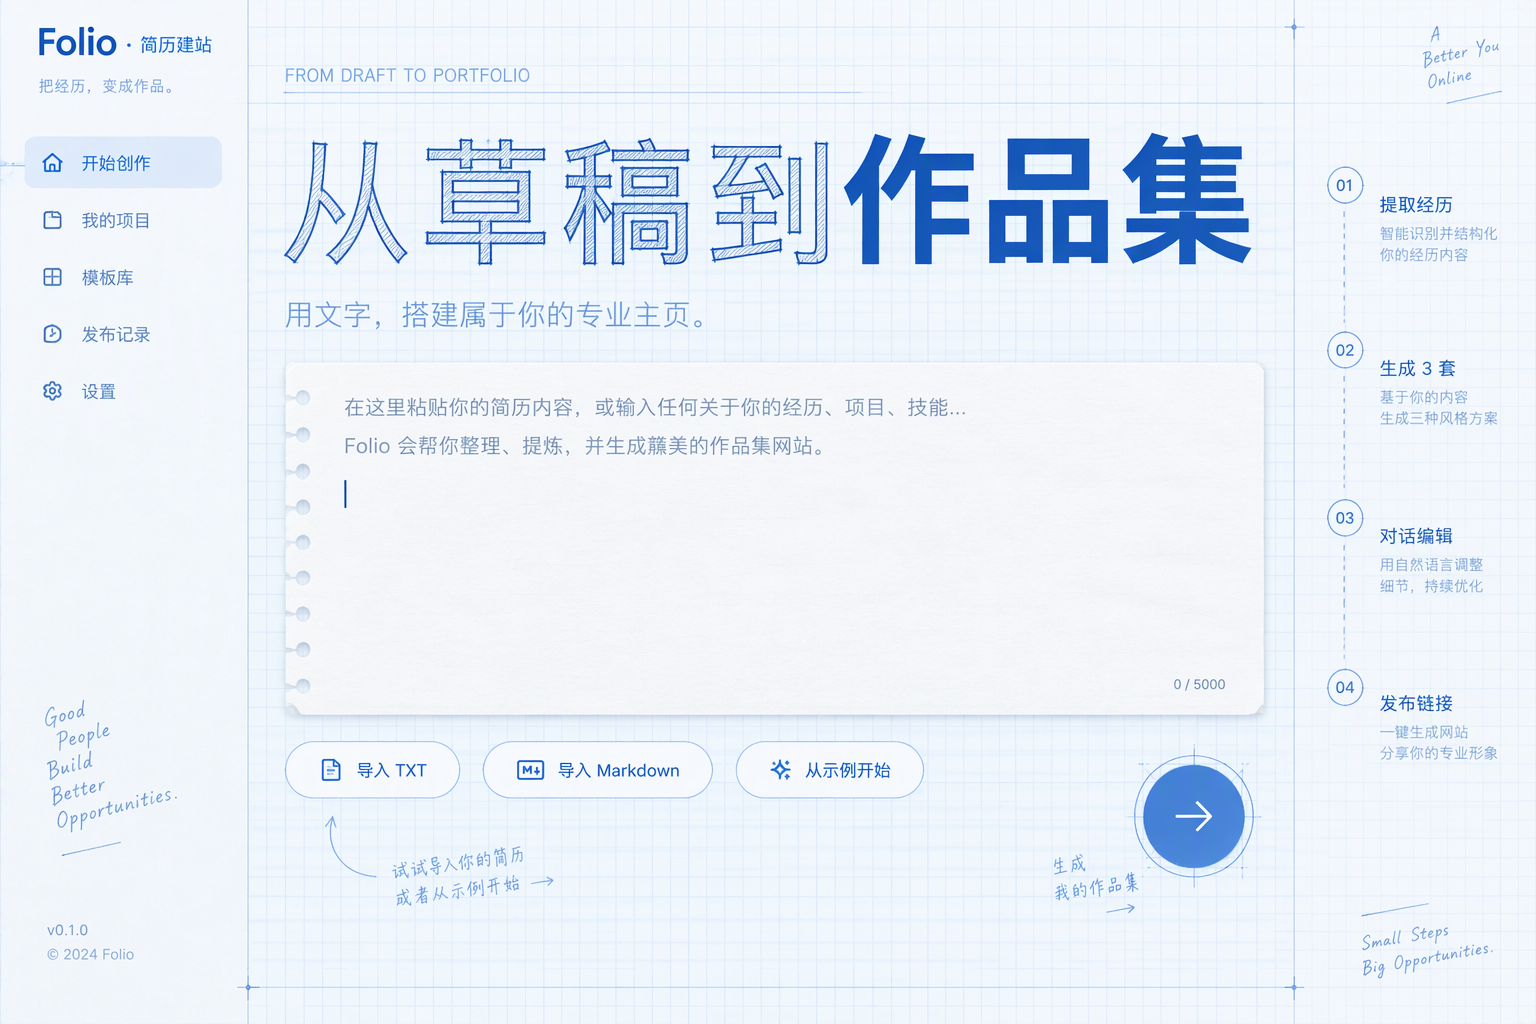 Folio · 简历建站
把经历，变成作品。
开始创作
我的项目
模板库
发布记录
设置
Good
People
Build
Better
Opportunities.
v0.1.0
© 2024 Folio
FROM DRAFT TO PORTFOLIO
从草稿到作品集
用文字，搭建属于你的专业主页。
在这里粘贴你的简历内容，或输入任何关于你的经历、项目、技能...
Folio 会帮你整理、提炼，并生成美的作品集网站。
0 / 5000
导入 TXT
导入 Markdown
从示例开始
试试导入你的简历
或者从示例开始 →
生成
我的作品集
→
A
Better You
Online
01
提取经历
智能识别并结构化
你的经历内容
02
生成 3 套
基于你的内容
生成三种风格方案
03
对话编辑
用自然语言调整
细节，持续优化
04
发布链接
一键生成网站
分享你的专业形象
Small Steps
Big Opportunities.